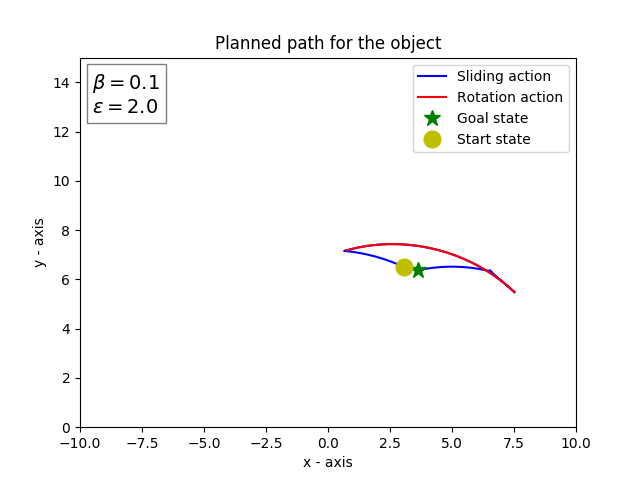 Planned path for the object
β = 0.1
ε = 2.0
Sliding action
Rotation action
Goal state
Start state
14
12
10
8
6
4
2
0
y - axis
−10.0 −7.5 −5.0 −2.5 0.0 2.5 5.0 7.5 10.0
x - axis